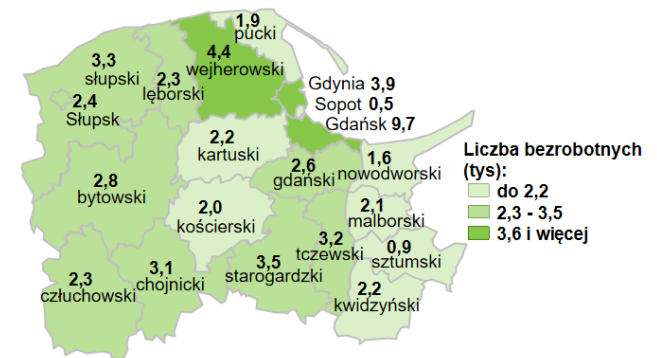 1,9
pucki
4,4
wejherowski
3,3
słupski
2,3
lęborski
2,4
Słupsk
Gdynia 3,9
Sopot 0,5
Gdańsk 9,7
2,2
kartuski
2,6
gdański
1,6
nowodworski
2,8
bytowski
2,0
kościerski
2,1
malborski
3,2
tczewski
0,9
sztumski
3,5
starogardzki
2,3
człuchowski
3,1
chojnicki
2,2
kwidzyński
Liczba bezrobotnych
(tys):
do 2,2
2,3 - 3,5
3,6 i więcej